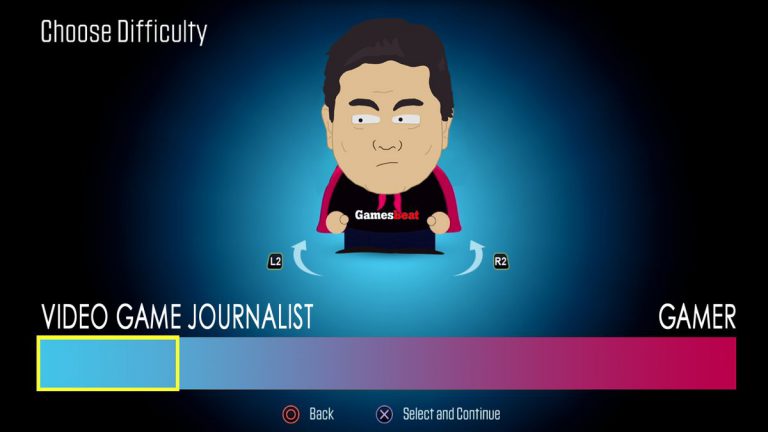 Choose Difficulty
GamesBeat
L2
R2
VIDEO GAME JOURNALIST
GAMER
Back
Select and Continue